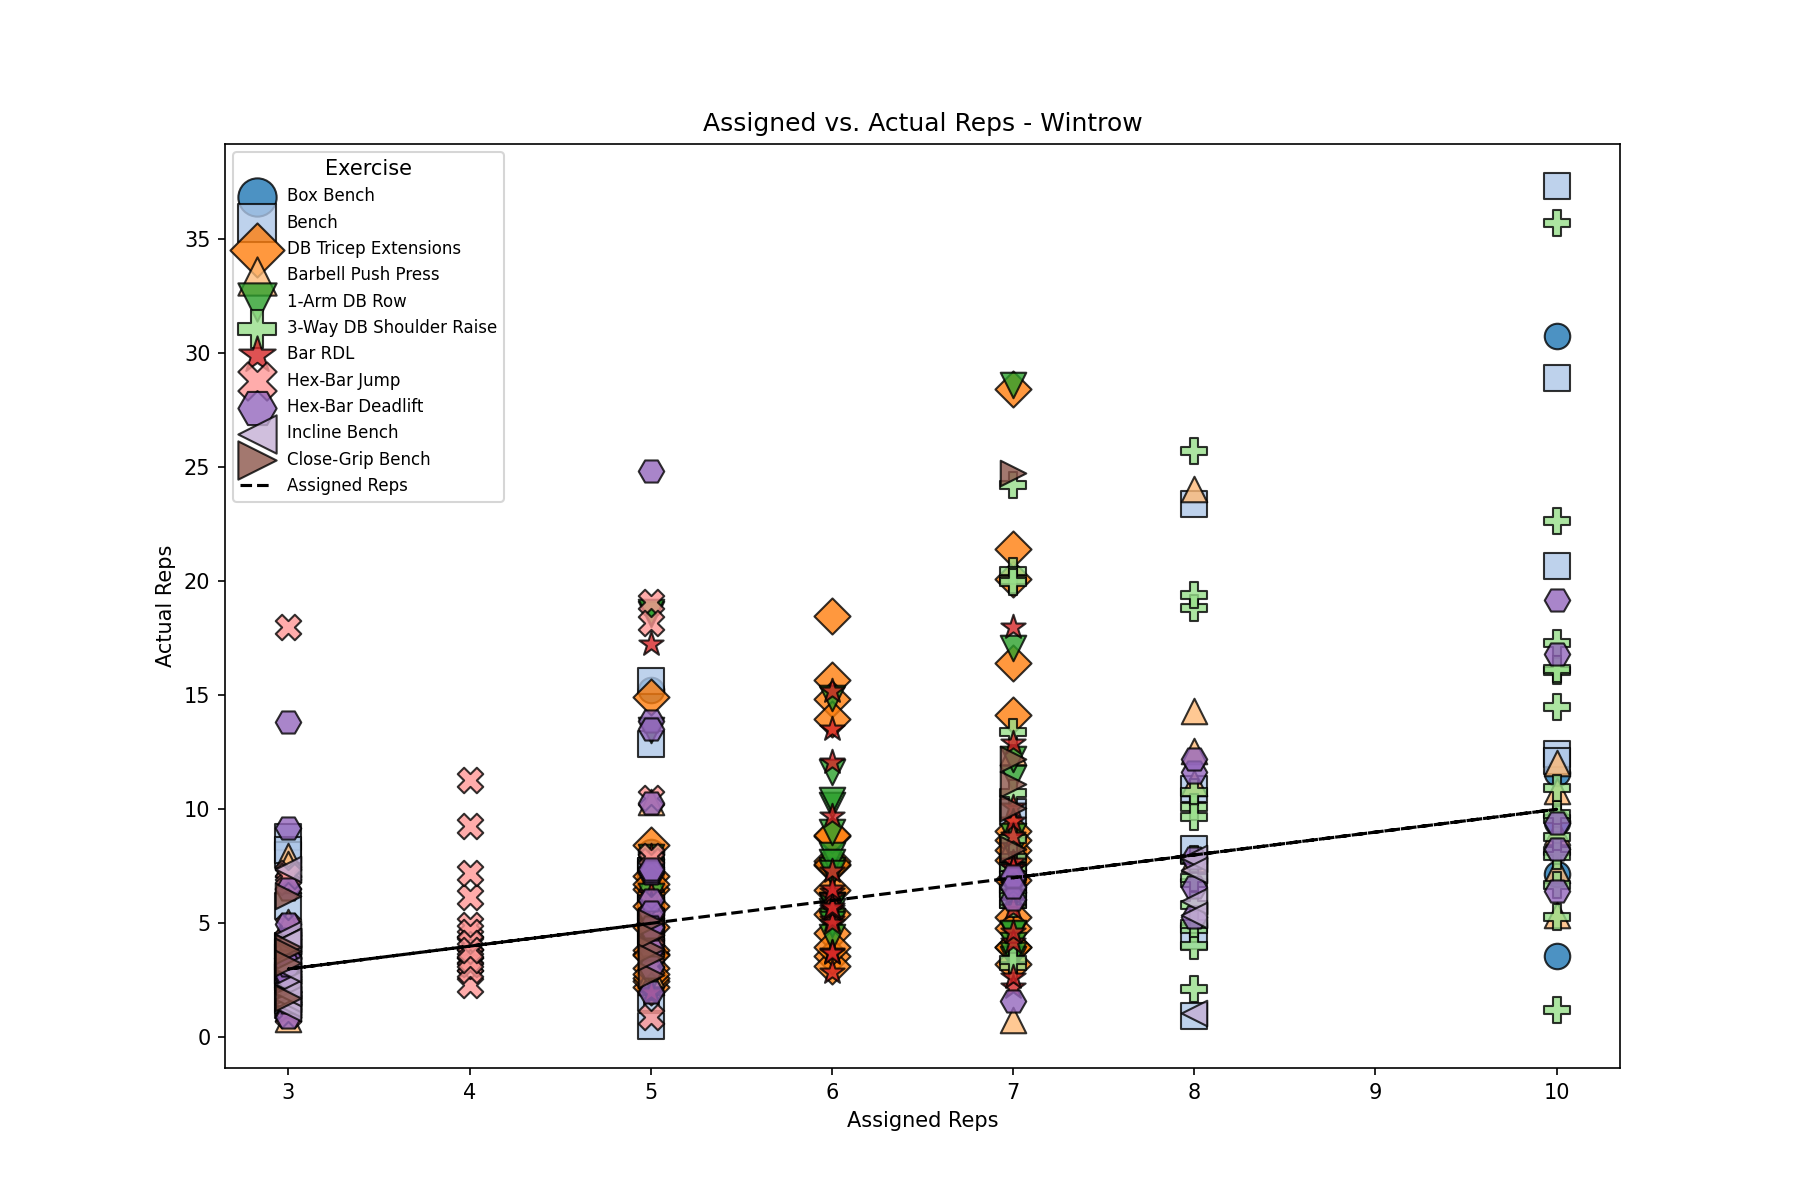 Assigned vs. Actual Reps - Wintrow
Exercise
Box Bench
Bench
DB Tricep Extensions
Barbell Push Press
1-Arm DB Row
3-Way DB Shoulder Raise
Bar RDL
Hex-Bar Jump
Hex-Bar Deadlift
Incline Bench
Close-Grip Bench
Assigned Reps
Actual Reps
35
30
25
20
15
10
5
0
3 4 5 6 7 8 9 10
Assigned Reps